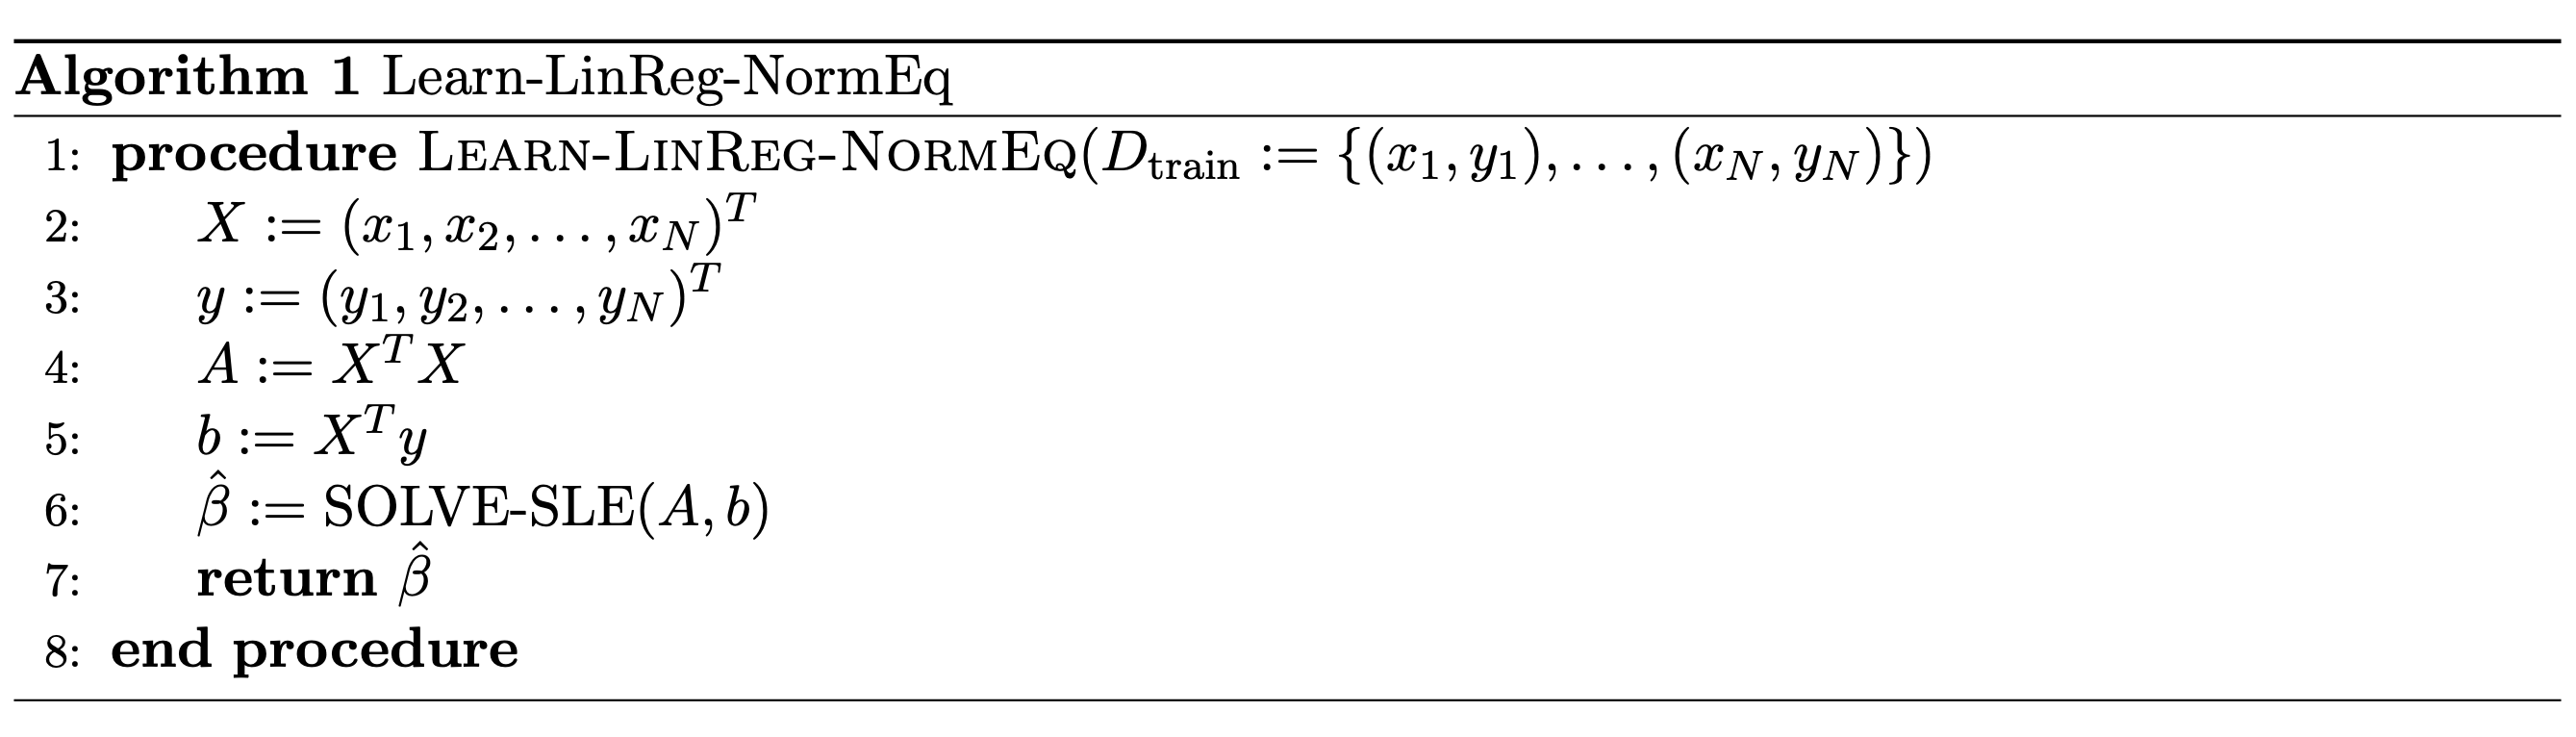 Algorithm 1 Learn-LinReg-NormEq
1: procedure LEARN-LINREG-NORMEQ(D_train := {(x_1, y_1), . . . , (x_N, y_N)})
2: X := (x_1, x_2, . . . , x_N)^T
3: y := (y_1, y_2, . . . , y_N)^T
4: A := X^T X
5: b := X^T y
6: β̂ := SOLVE-SLE(A, b)
7: return β̂
8: end procedure